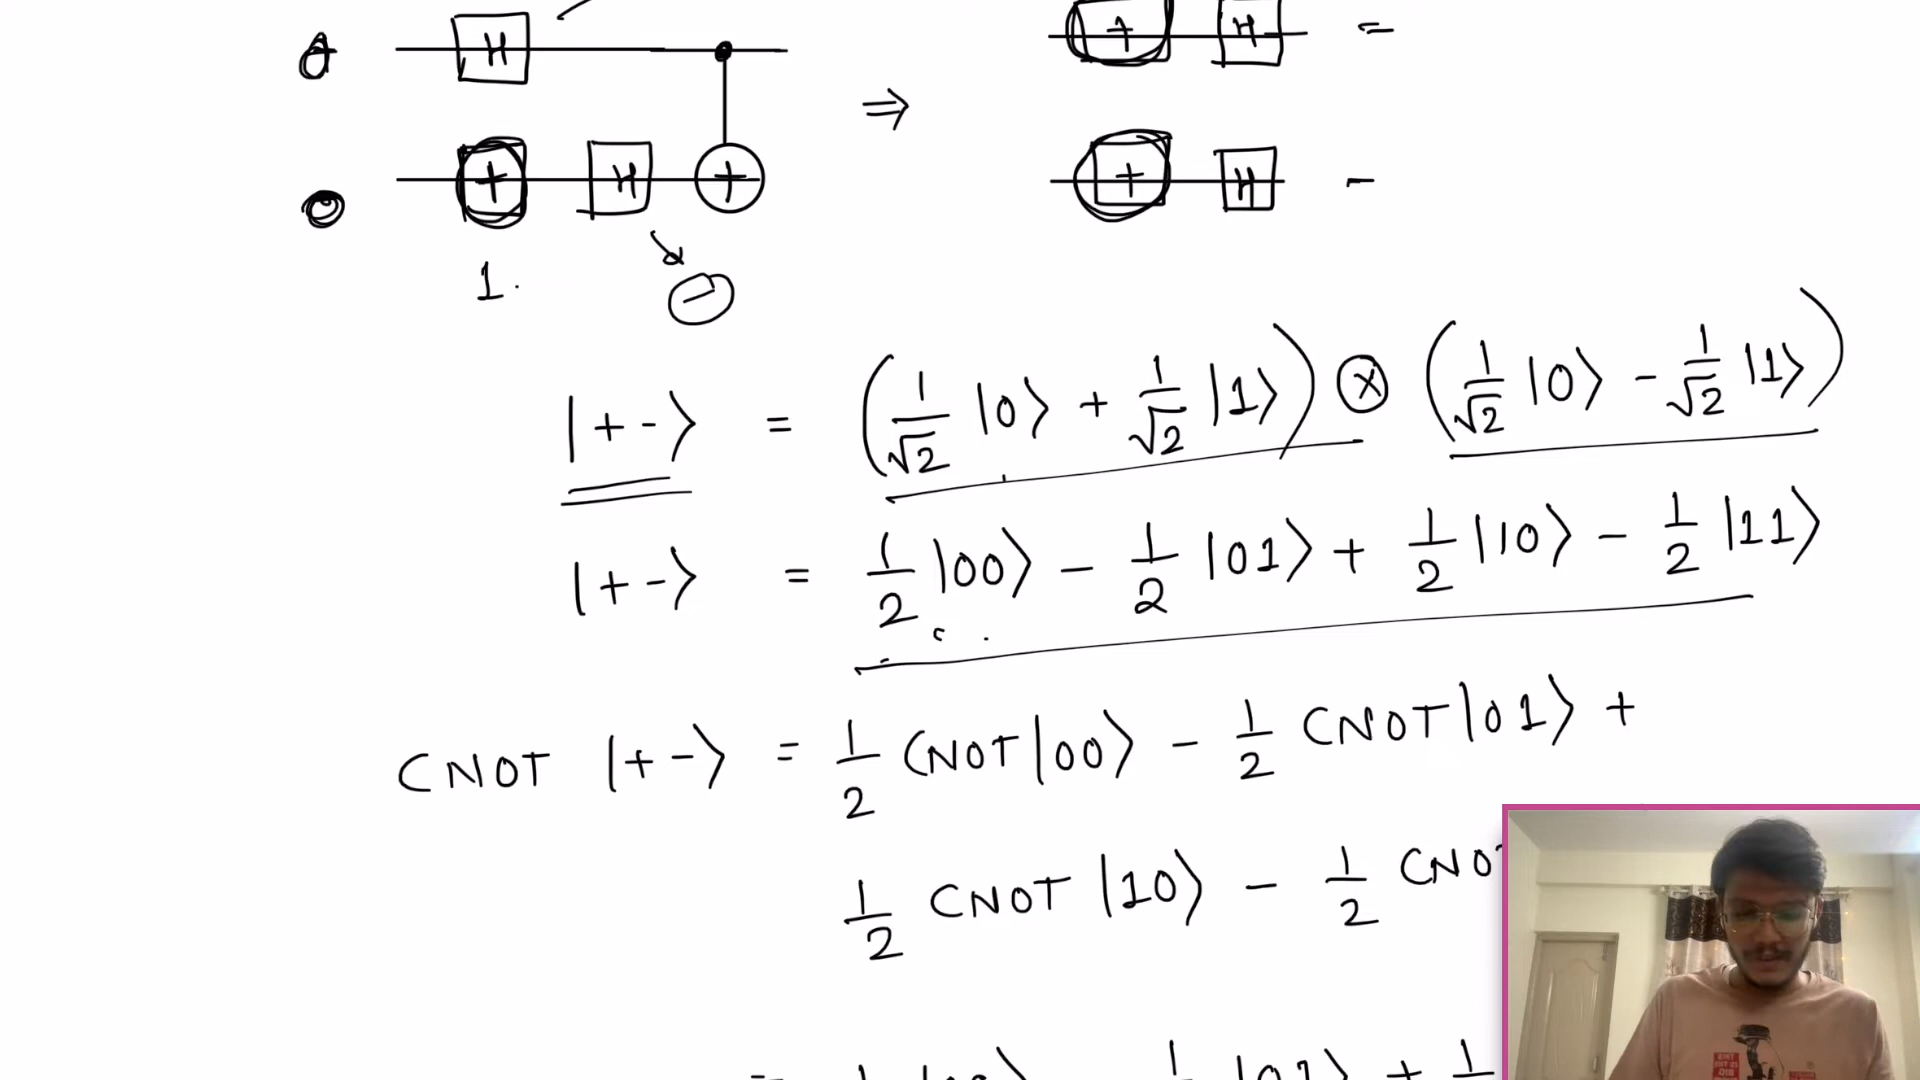 H
+ H =
⇒
+ H +
+ H -
1.
-
|+-⟩ = (1/√2 |0⟩ + 1/√2 |1⟩) ⊗ (1/√2 |0⟩ - 1/√2 |1⟩)
|+-⟩ = 1/2 |00⟩ - 1/2 |01⟩ + 1/2 |10⟩ - 1/2 |11⟩
CNOT |+-⟩ = 1/2 CNOT|00⟩ - 1/2 CNOT|01⟩ +
1/2 CNOT |10⟩ - 1/2 CNO